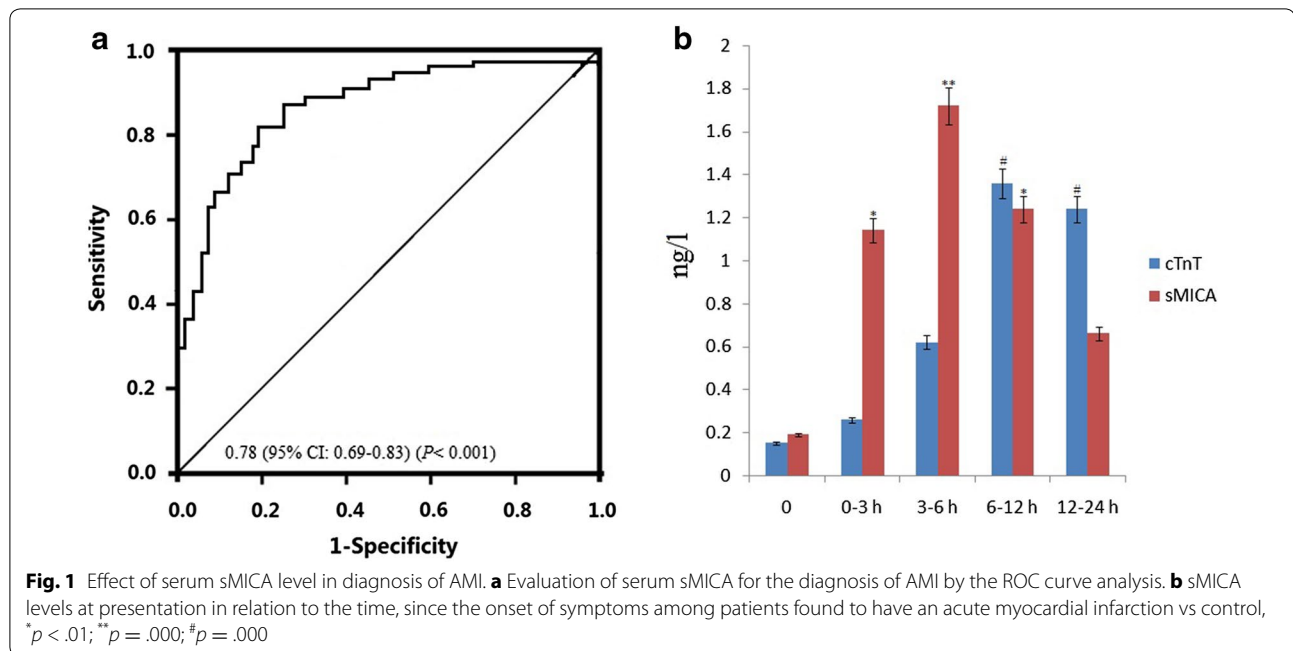 a
1.0
0.8
0.6
0.4
0.2
0.0
Sensitivity
0.78 (95% CI: 0.69-0.83) (P< 0.001)
0.0 0.2 0.4 0.6 0.8 1.0
1-Specificity
b
2
1.8
1.6
1.4
1.2
1
0.8
0.6
0.4
0.2
0
ng/1
*
**
#
*
#
0 0-3 h 3-6 h 6-12 h 12-24 h
cTnT
sMICA
Fig. 1 Effect of serum sMICA level in diagnosis of AMI. a Evaluation of serum sMICA for the diagnosis of AMI by the ROC curve analysis. b sMICA
levels at presentation in relation to the time, since the onset of symptoms among patients found to have an acute myocardial infarction vs control,
*p < .01; **p = .000; #p = .000